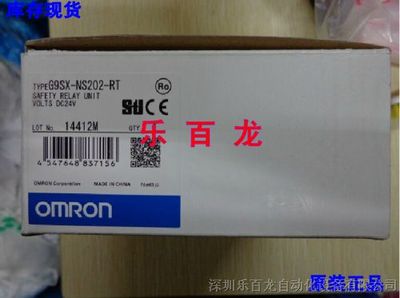 库存现货
TYPE G9SX-NS202-RT
SAFETY RELAY UNIT
VOLTS DC24V
LOT No 14412M QTY
乐百龙
4 547648 837156
OMRON Corporation MADE IN CHINA
OMRON
深圳乐百龙自动化
原装正品